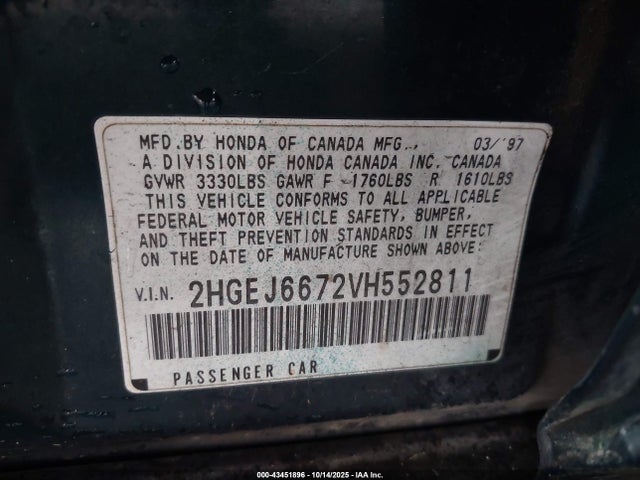 MFD.BY HONDA OF CANADA MFG., 03/'97
A DIVISION OF HONDA CANADA INC. CANADA
GVWR 3330LBS GAWR F 1760LBS R 1610LBS
THIS VEHICLE CONFORMS TO ALL APPLICABLE
FEDERAL MOTOR VEHICLE SAFETY, BUMPER,
AND THEFT PREVENTION STANDARDS IN EFFECT
ON THE DATE OF MANUFACTURE SHOWN ABOVE:
V.I.N. 2HGEJ6672VH552811
PASSENGER CAR
000-43451896 - 10/14/2025 - IAA Inc.